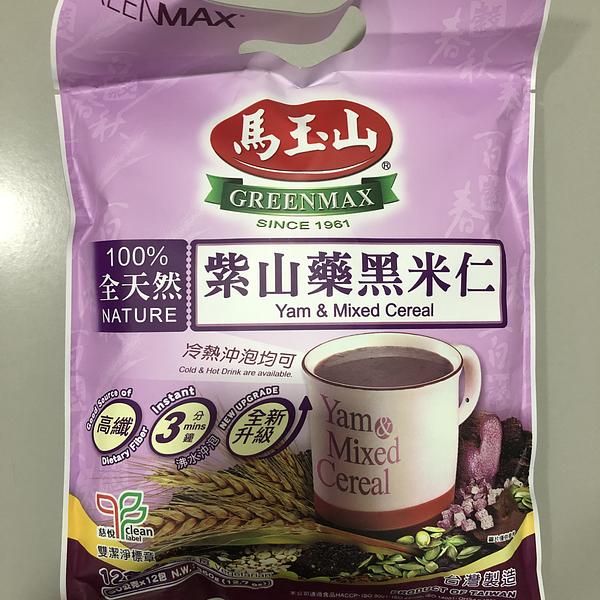 GREENMAX
馬玉山®
GREENMAX
SINCE 1961
100%
全天然
NATURE
紫山藥黑米仁
Yam & Mixed Cereal
冷熱沖泡均可
Cold & Hot Drink are available.
Good Source of
高纖
Dietary Fiber
Instant
3分鐘
mins
沸水沖泡
NEW UPGRADE
全新
升級
Yam &
Mixed
Cereal
慈悅
clean
label
雙潔淨標章
台灣製造
PRODUCT OF TAIWAN